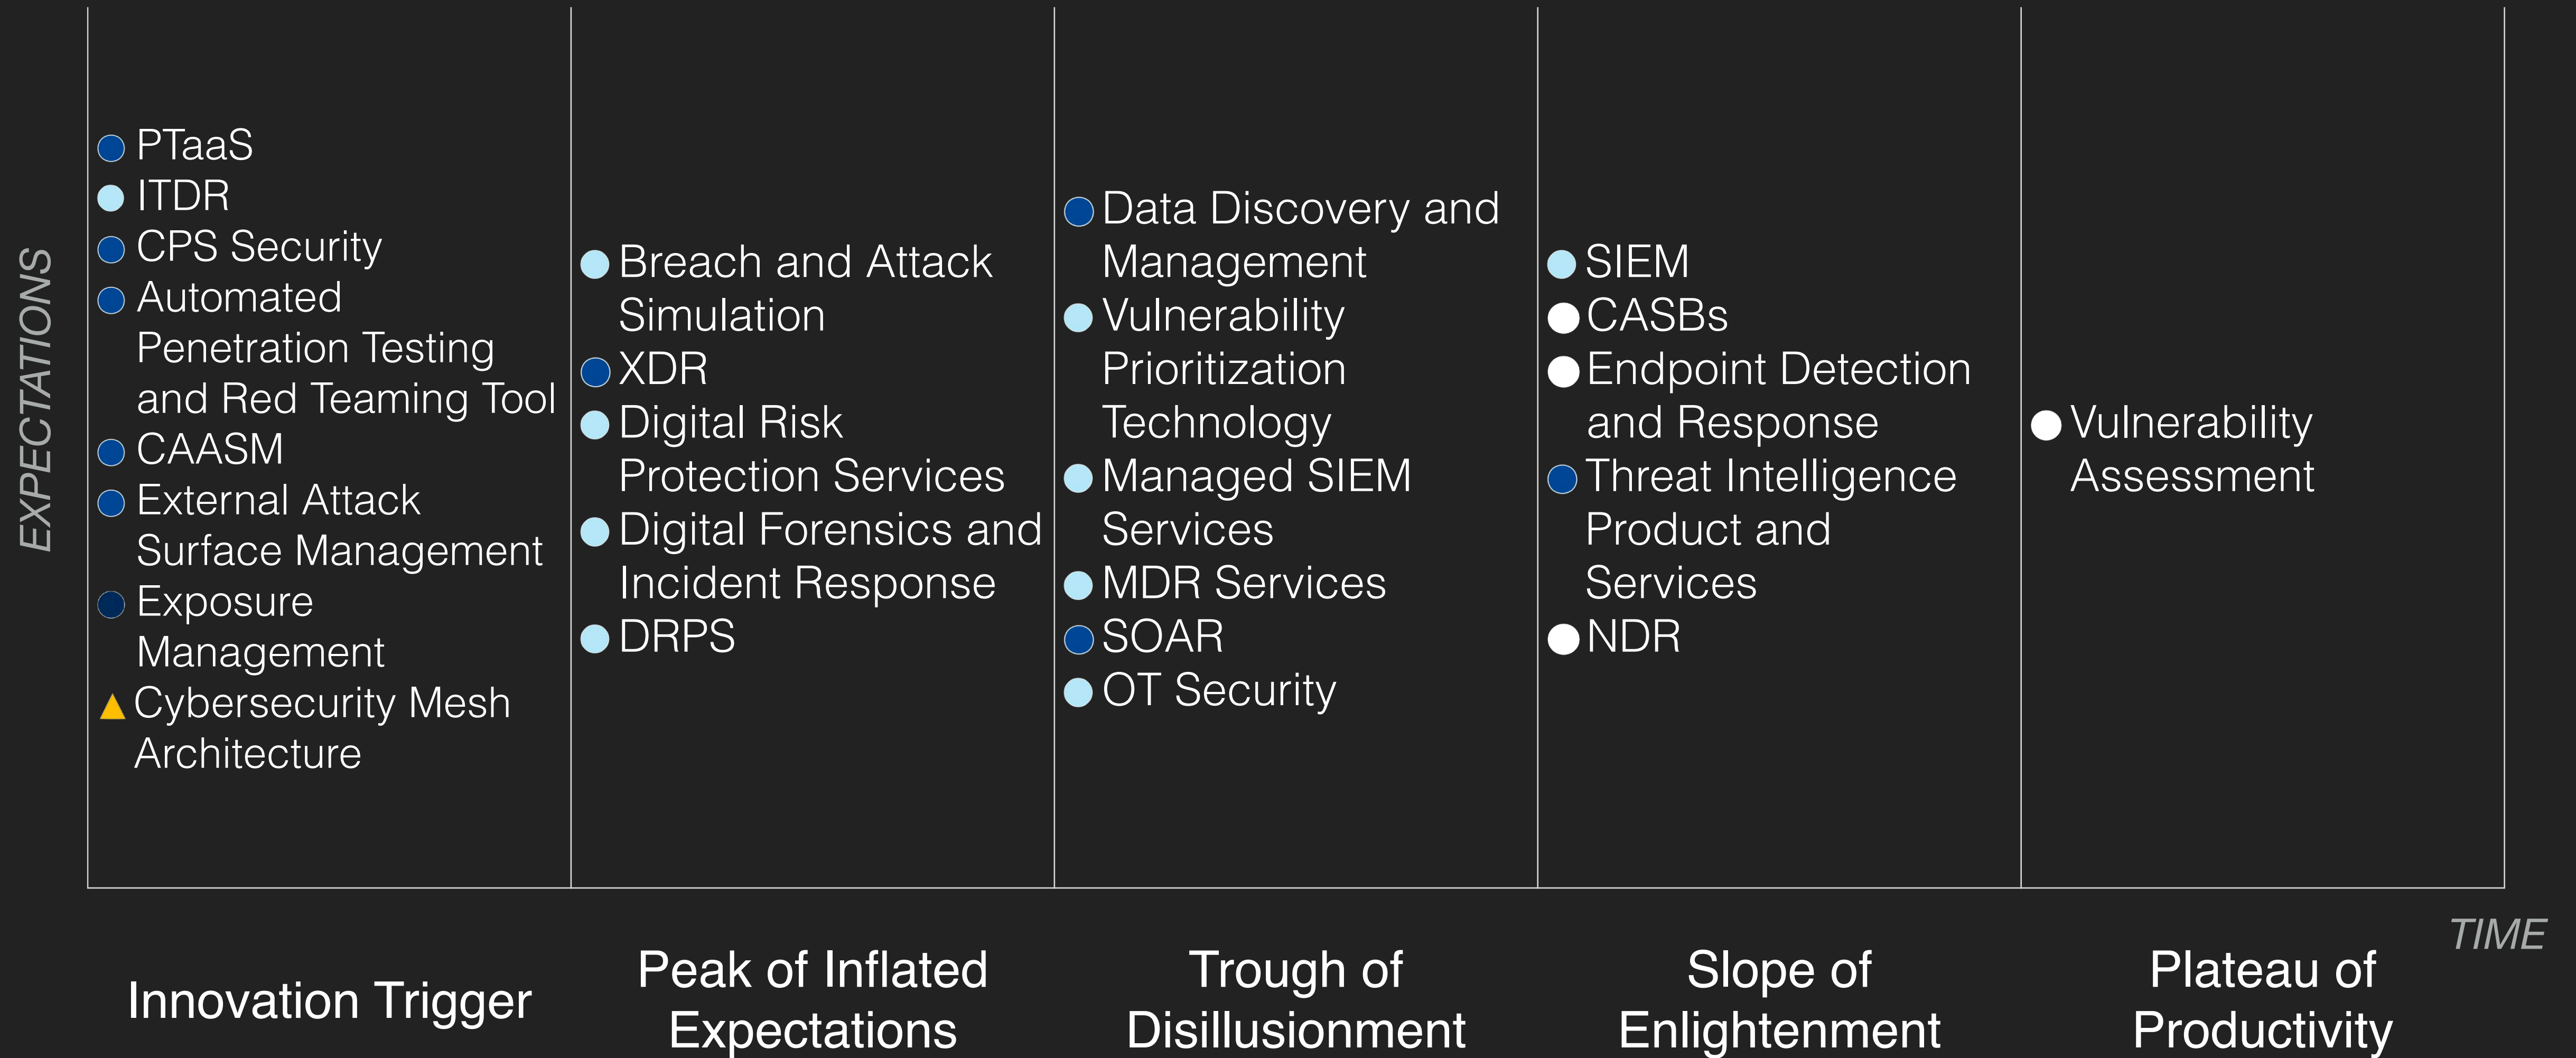 EXPECTATIONS
PTaaS
ITDR
CPS Security
Automated
Penetration Testing
and Red Teaming Tool
CAASM
External Attack
Surface Management
Exposure
Management
Cybersecurity Mesh
Architecture
Breach and Attack
Simulation
XDR
Digital Risk
Protection Services
Digital Forensics and
Incident Response
DRPS
Data Discovery and
Management
Vulnerability
Prioritization
Technology
Managed SIEM
Services
MDR Services
SOAR
OT Security
SIEM
CASBs
Endpoint Detection
and Response
Threat Intelligence
Product and
Services
NDR
Vulnerability
Assessment
TIME
Innovation Trigger
Peak of Inflated
Expectations
Trough of
Disillusionment
Slope of
Enlightenment
Plateau of
Productivity